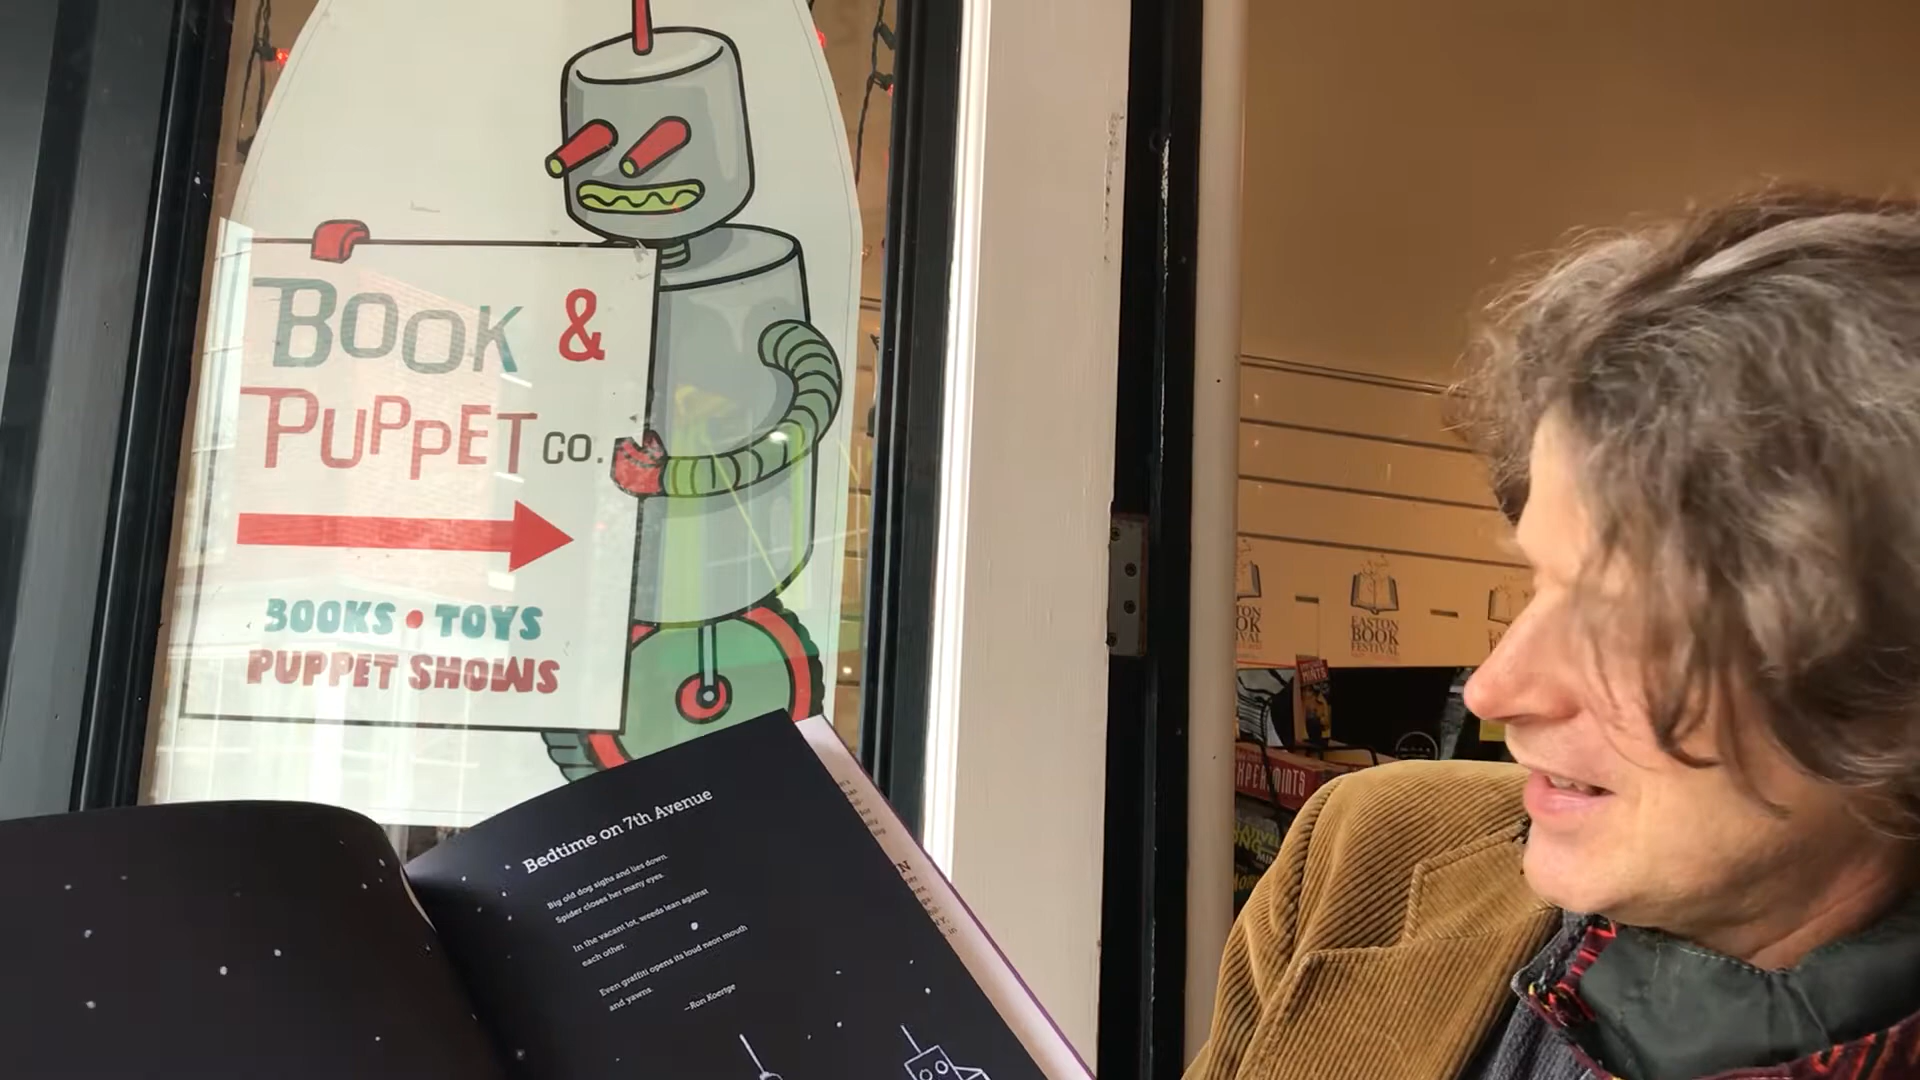 BOOK &
PUPPET CO.
BOOKS • TOYS
PUPPET SHOWS
Bedtime on 7th Avenue
Big old dog sighs and lies down.
Spider closes her many eyes.
In the vacant lot, weeds lean against
each other.
Even graffiti opens its loud neon mouth
and yawns.
—Ron Koertge
EASTON
BOOK
FESTIVAL